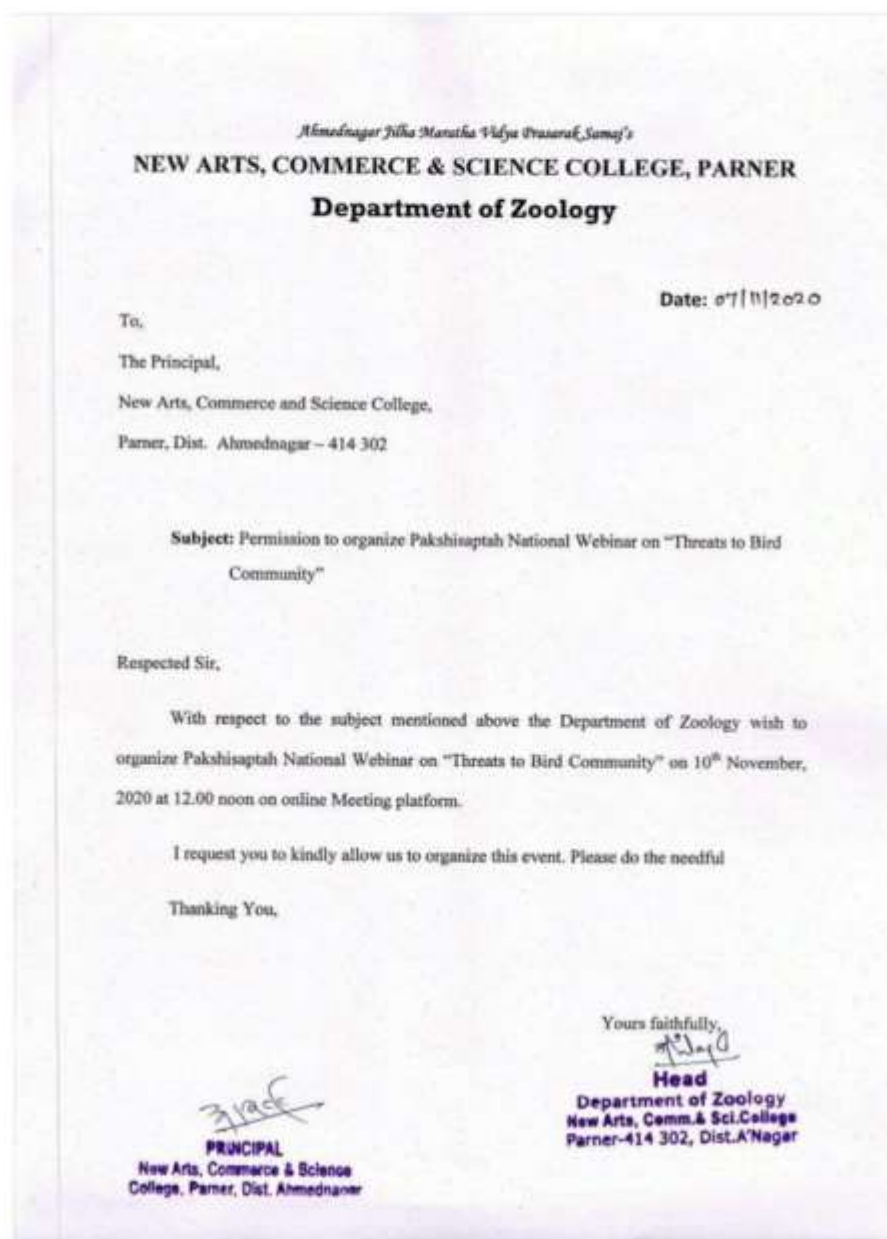 Ahmednagar Jilha Maratha Vidya Prasarak Samaj's
NEW ARTS, COMMERCE & SCIENCE COLLEGE, PARNER
Department of Zoology
Date: 07/11/2020
To,
The Principal,
New Arts, Commerce and Science College,
Parner, Dist. Ahmednagar – 414 302
Subject: Permission to organize Pakshisaptah National Webinar on “Threats to Bird
Community”
Respected Sir,
With respect to the subject mentioned above the Department of Zoology wish to
organize Pakshisaptah National Webinar on “Threats to Bird Community” on 10th November,
2020 at 12.00 noon on online Meeting platform.
I request you to kindly allow us to organize this event. Please do the needful
Thanking You,
Yours faithfully,
Head
Department of Zoology
New Arts, Comm.& Sci.College
Parner-414 302, Dist.A'Nagar
PRINCIPAL
New Arts, Commerce & Science
College, Parner, Dist. Ahmednager